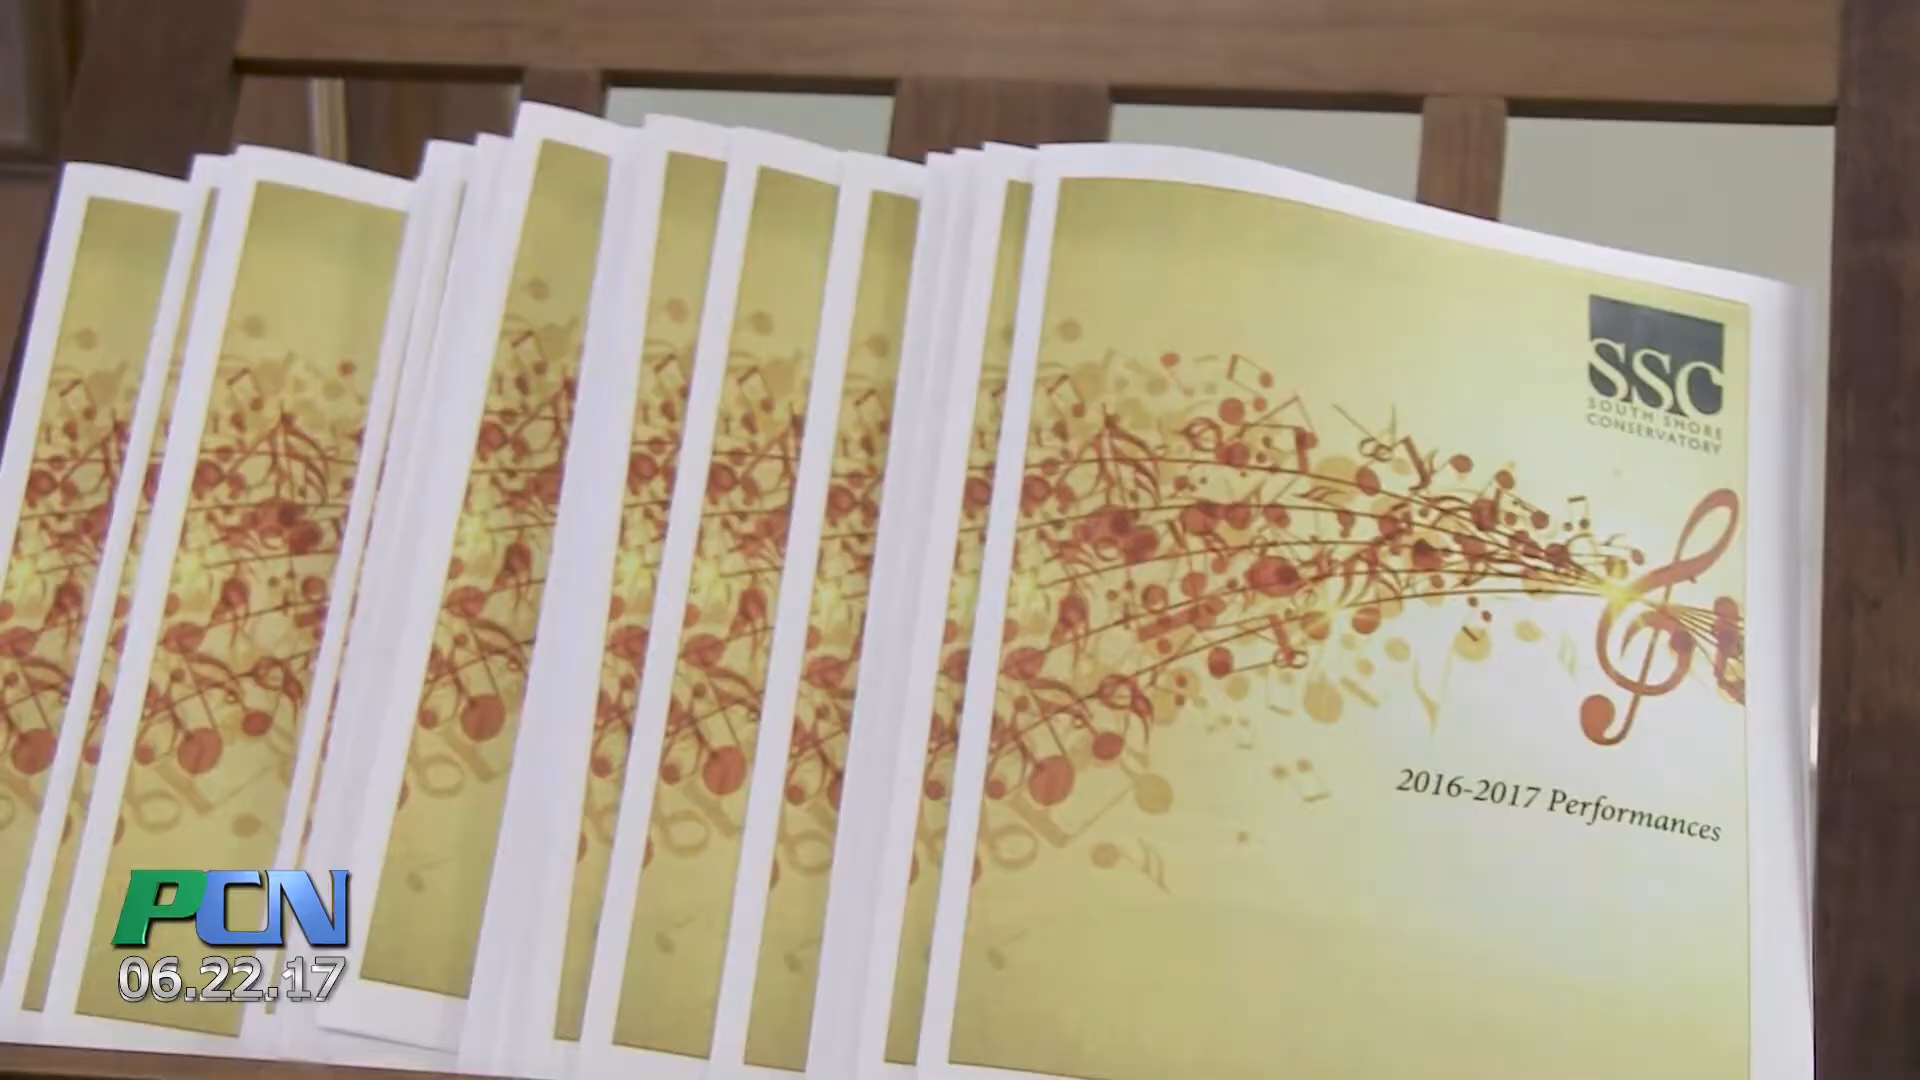 SSC
SOUTH SHORE
CONSERVATORY
2016-2017 Performances
PCN
06.22.17